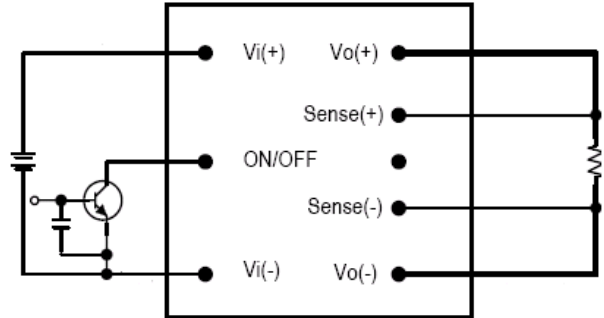 Vi(+) Vo(+)
Sense(+)
ON/OFF
Sense(-)
Vi(-) Vo(-)